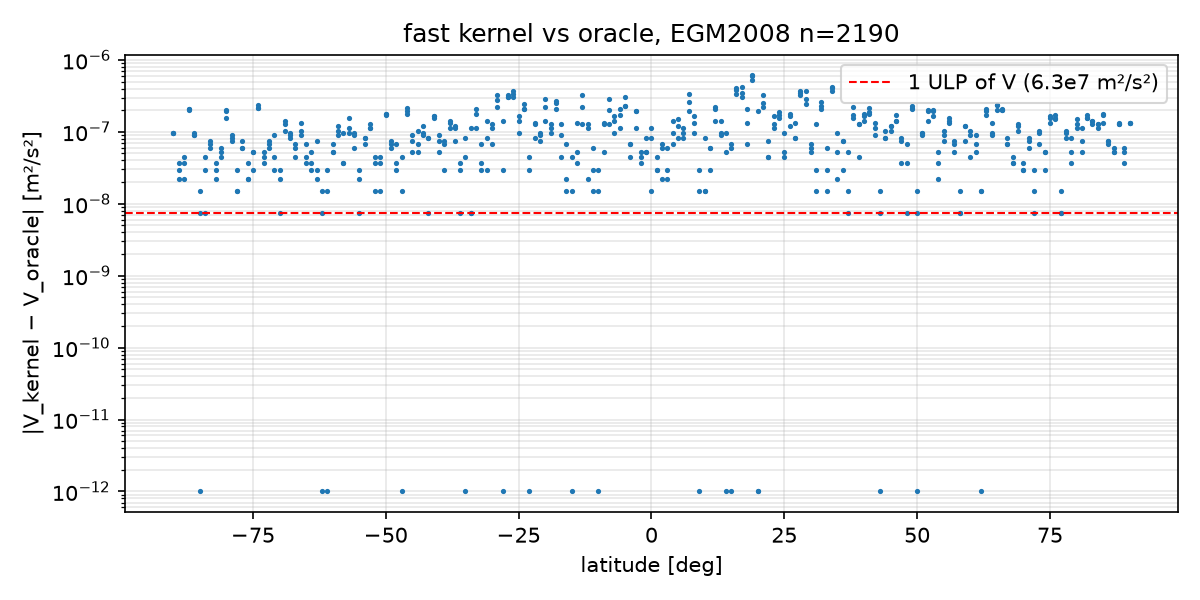 fast kernel vs oracle, EGM2008 n=2190
1 ULP of V (6.3e7 m²/s²)
|V_kernel − V_oracle| [m²/s²]
10⁻⁶
10⁻⁷
10⁻⁸
10⁻⁹
10⁻¹⁰
10⁻¹¹
10⁻¹²
−75 −50 −25 0 25 50 75
latitude [deg]